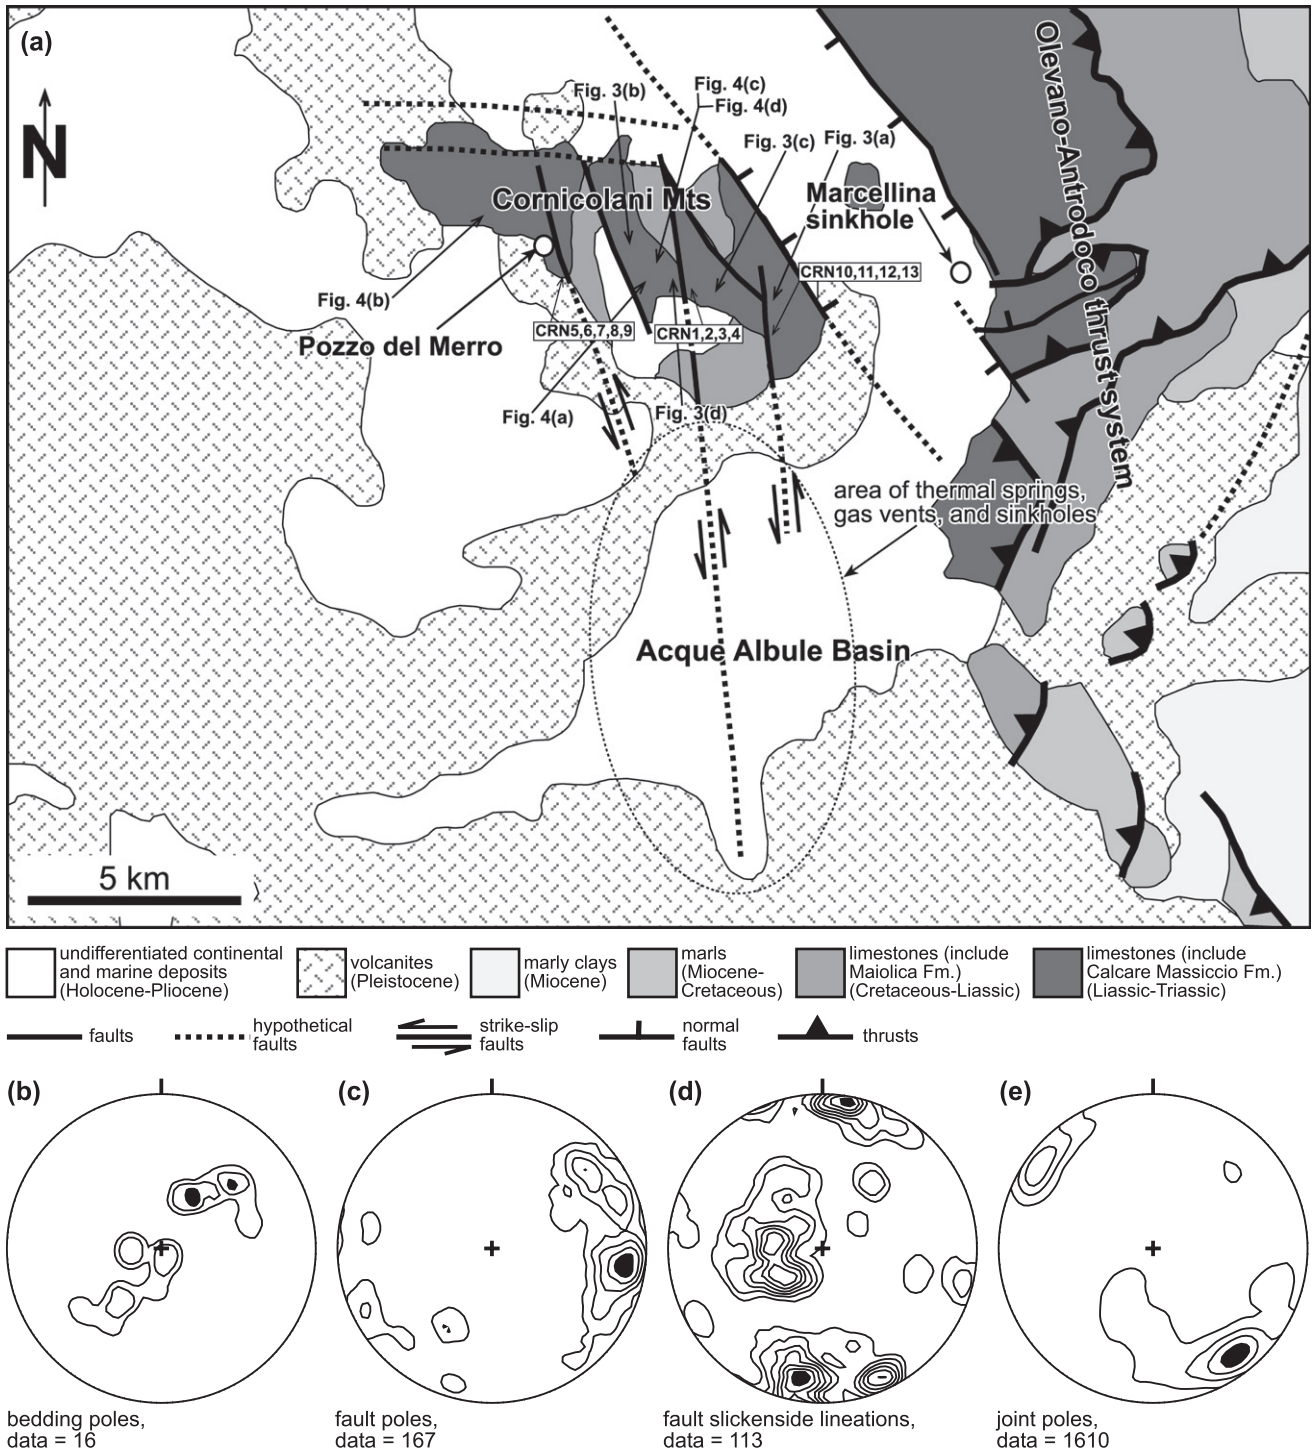 (a)
N
Olevano-Antrodoco thrust system
Fig. 3(b)
Fig. 4(c)
Fig. 4(d)
Fig. 3(c)
Fig. 3(a)
Cornicolani Mts
Marcellina
sinkhole
CRN10,11,12,13
Fig. 4(b)
Pozzo del Merro
CRN5,6,7,8,9
CRN1,2,3,4
Fig. 4(a)
Fig. 3(d)
area of thermal springs,
gas vents, and sinkholes
Acque Albule Basin
5 km
undifferentiated continental
and marine deposits
(Holocene-Pliocene)
volcanites
(Pleistocene)
marly clays
(Miocene)
marls
(Miocene-
Cretaceous)
limestones (include
Maiolica Fm.)
(Cretaceous-Liassic)
limestones (include
Calcare Massiccio Fm.)
(Liassic-Triassic)
faults
hypothetical
faults
strike-slip
faults
normal
faults
thrusts
(b)
(c)
(d)
(e)
bedding poles,
data = 16
fault poles,
data = 167
fault slickenside lineations,
data = 113
joint poles,
data = 1610